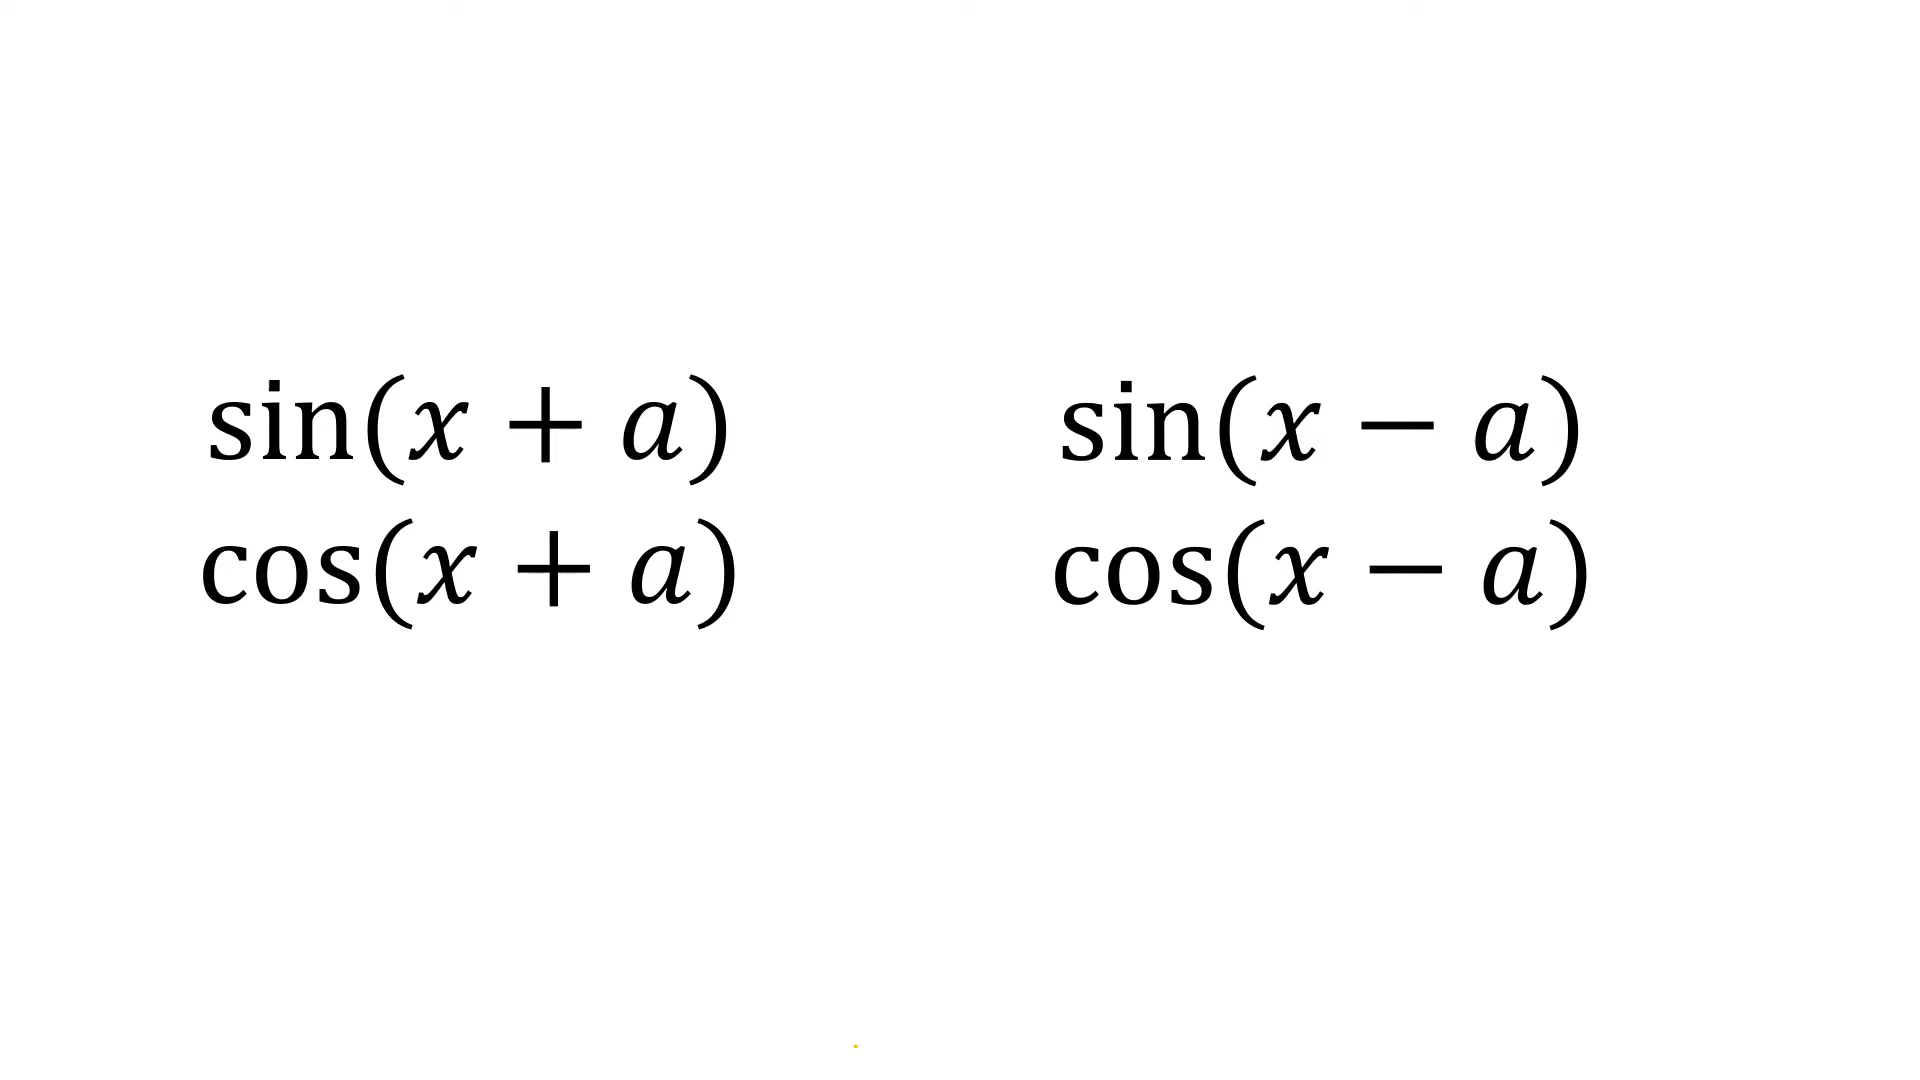 sin(x + a)
cos(x + a)
sin(x − a)
cos(x − a)